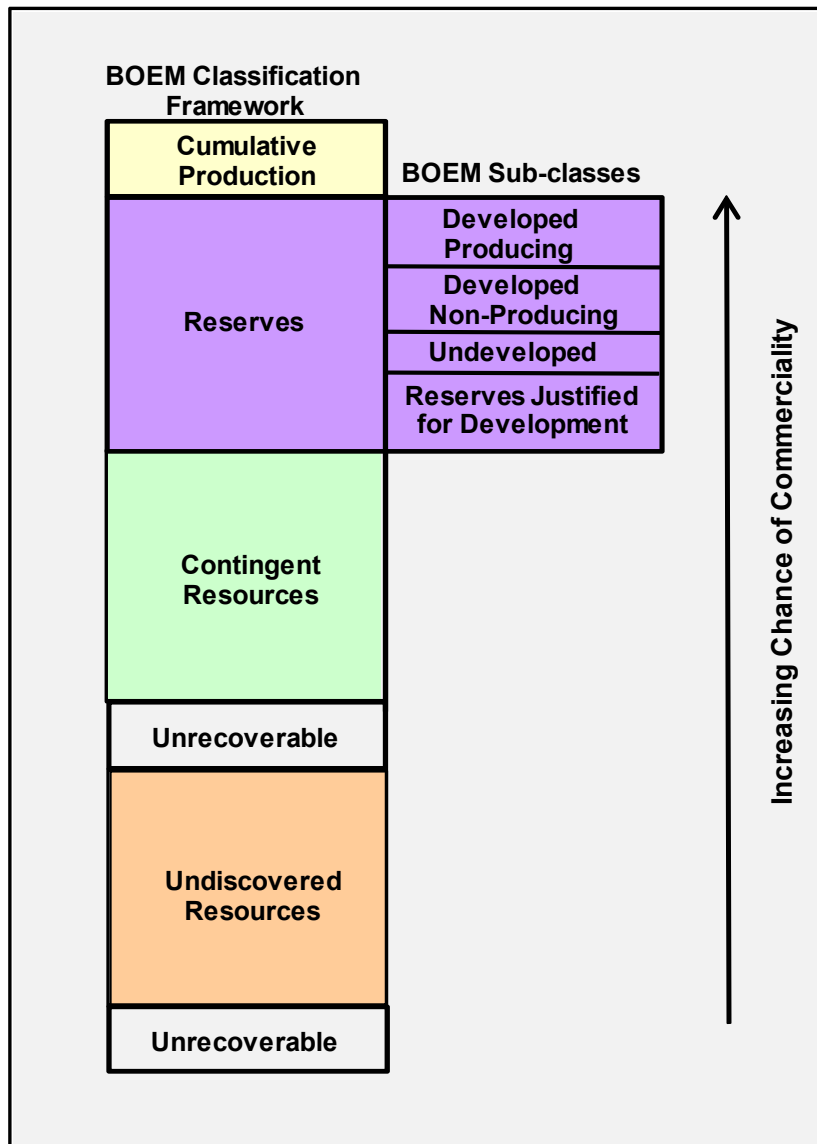 BOEM Classification
Framework
Cumulative
Production
BOEM Sub-classes
Reserves
Developed
Producing
Developed
Non-Producing
Undeveloped
Reserves Justified
for Development
Contingent
Resources
Unrecoverable
Undiscovered
Resources
Unrecoverable
Increasing Chance of Commerciality